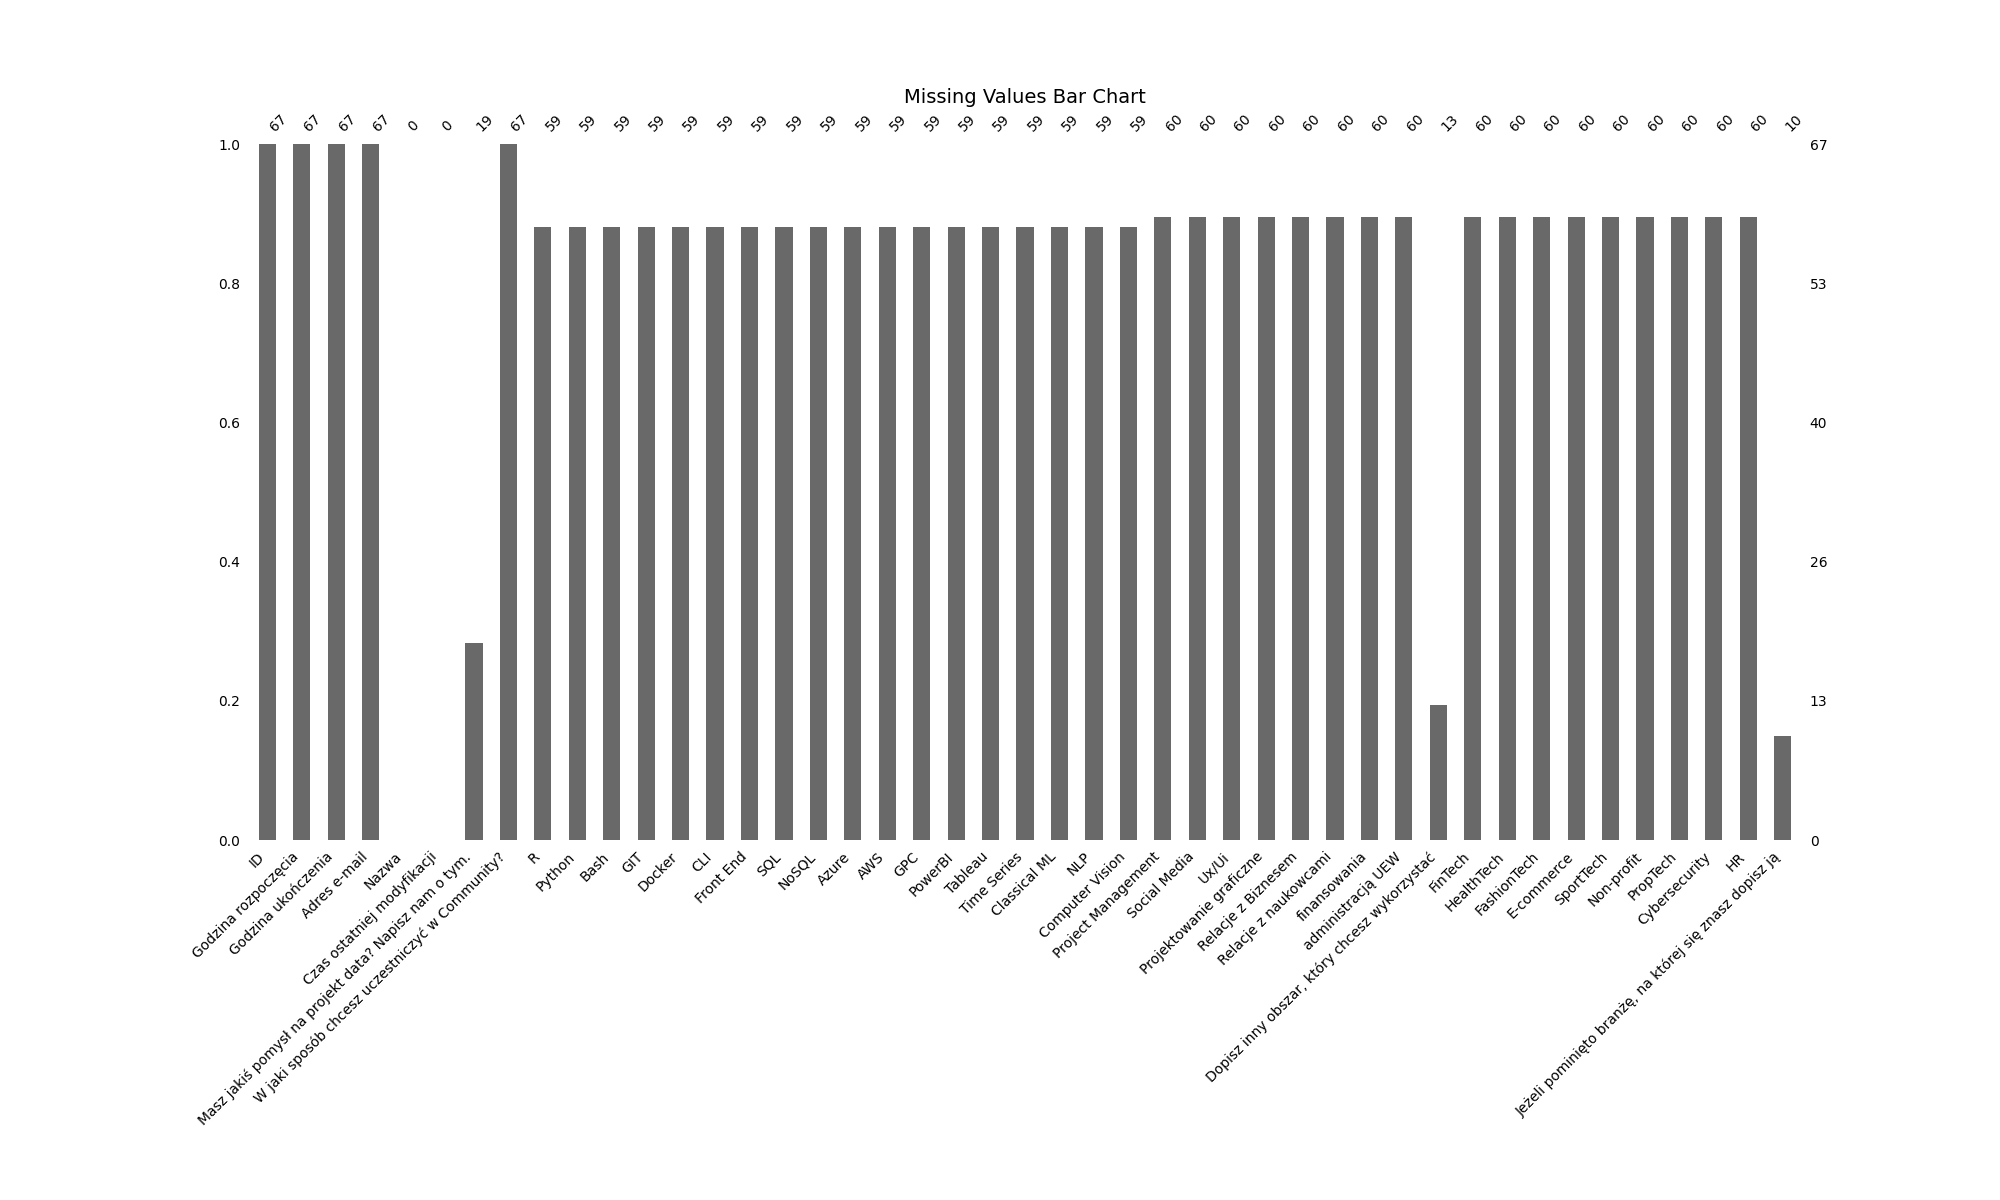 Missing Values Bar Chart
67 67 67 67 0 0 19 67 59 59 59 59 59 59 59 59 59 59 59 59 59 59 59 59 59 59 60 60 60 60 60 60 60 60 13 60 60 60 60 60 60 60 60 60 10
1.0 67
0.8 53
0.6 40
0.4 26
0.2 13
0.0 0
ID
Godzina rozpoczęcia
Godzina ukończenia
Adres e-mail
Nazwa
Czas ostatniej modyfikacji
Masz jakiś pomysł na projekt data? Napisz nam o tym.
W jaki sposób chcesz uczestniczyć w Community?
R
Python
Bash
GIT
Docker
CLI
Front End
SQL
NoSQL
Azure
AWS
GPC
PowerBI
Tableau
Time Series
Classical ML
NLP
Computer Vision
Project Management
Social Media
Ux/Ui
Projektowanie graficzne
Relacje z Biznesem
Relacje z naukowcami
finansowania
administracją UEW
Dopisz inny obszar, który chcesz wykorzystać
FinTech
HealthTech
FashionTech
E-commerce
SportTech
Non-profit
PropTech
Cybersecurity
HR
Jeżeli pominięto branżę, na której się znasz dopisz ją